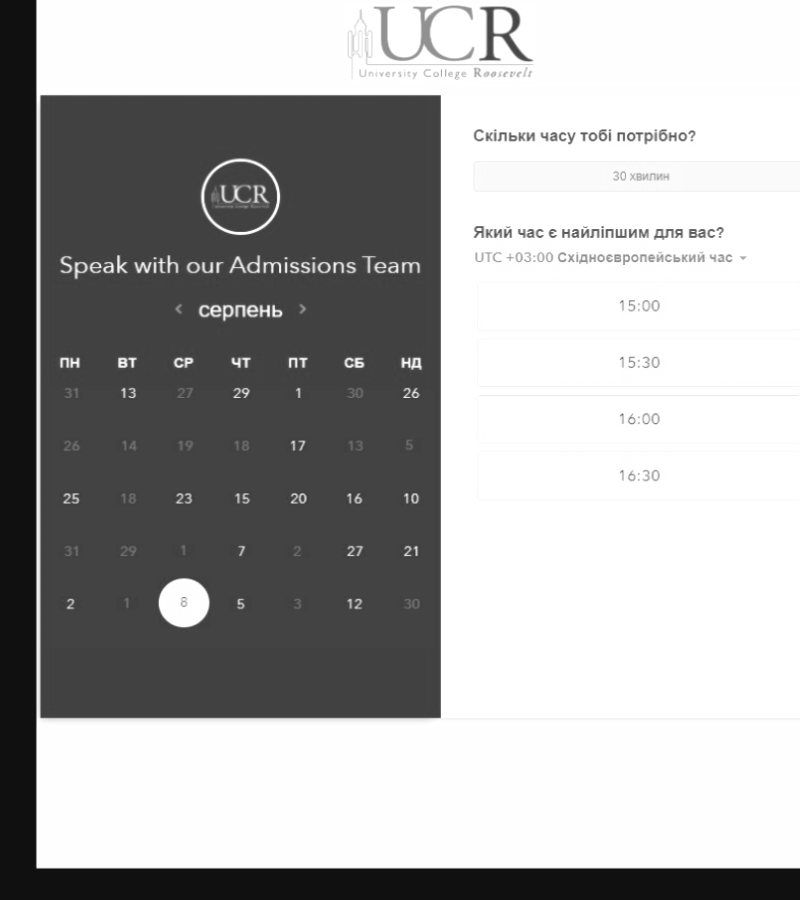 UCR
University College Roosevelt
UCR
Speak with our Admissions Team
< серпень >
ПН ВТ СР ЧТ ПТ СБ НД
31 13 27 29 1 30 26
26 14 19 18 17 13 5
25 18 23 15 20 16 10
31 29 1 7 2 27 21
2 1 8 5 3 12 30
Скільки часу тобі потрібно?
30 хвилин
Який час є найліпшим для вас?
UTC +03:00 Східноєвропейський час
15:00
15:30
16:00
16:30